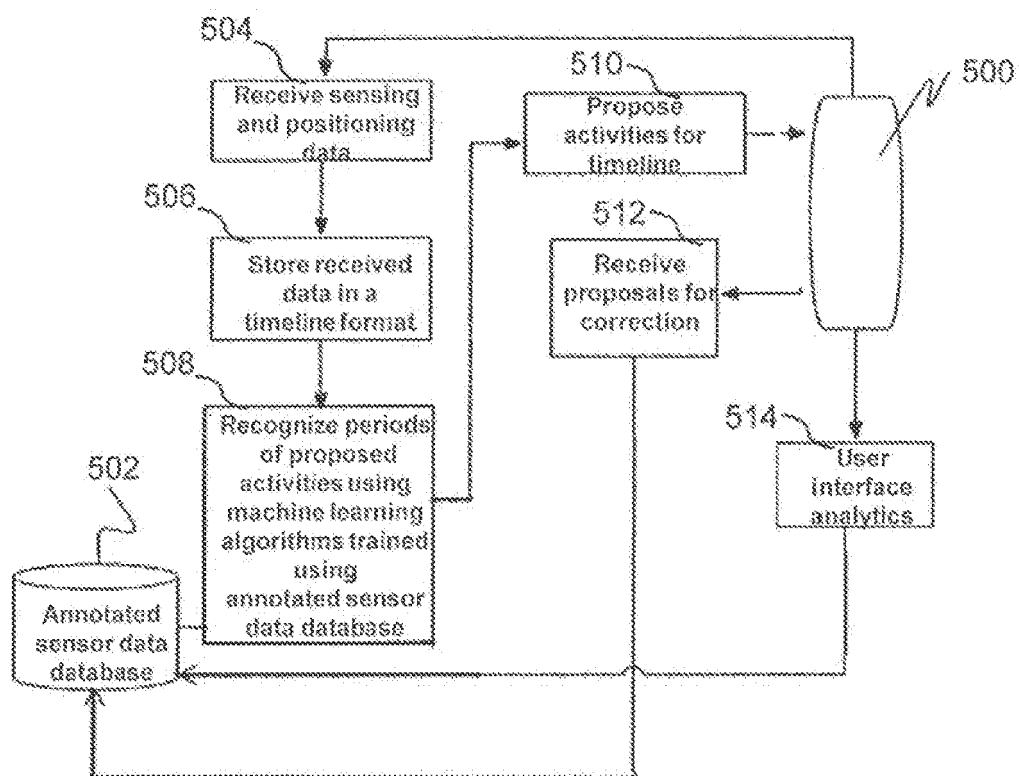 504
Receive sensing
and positioning
data
506
Store received
data in a
timeline format
508
Recognize periods
of proposed
activities using
machine learning
algorithms trained
using
annotated sensor
data database
502
Annotated
sensor data
database
510
Propose
activities for
timeline
500
512
Receive
proposals for
correction
514
User
interface
analytics